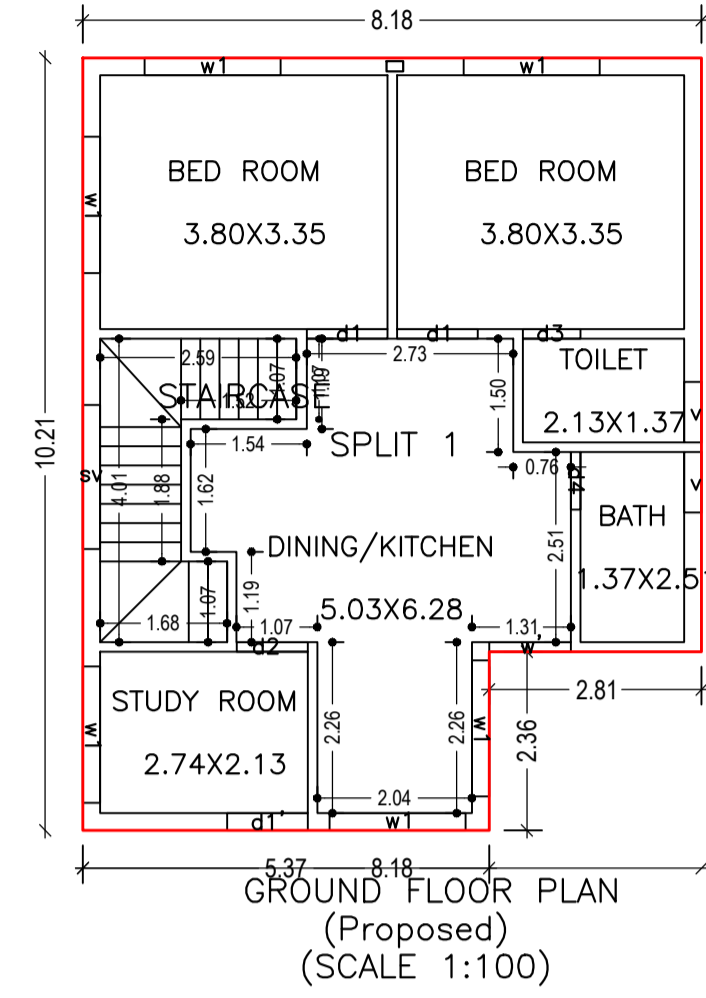 8.18
w1
w1
BED ROOM
BED ROOM
3.80X3.35
3.80X3.35
w1
10.21
d1
d1
d3
2.59
1.07
1.19
2.73
1.50
TOILET
STAIRCASE
1.52
2.13X1.37
V
1.54
SPLIT 1
sv
4.01
1.88
1.62
0.76
d4
V
BATH
2.51
DINING/KITCHEN
1.37X2.51
1.19
1.07
5.03X6.28
1.68
1.07
1.31
d2
w'
STUDY ROOM
2.81
w1
2.26
2.26
w1
2.36
2.74X2.13
2.04
d1'
w1
5.37
8.18
GROUND FLOOR PLAN
(Proposed)
(SCALE 1:100)